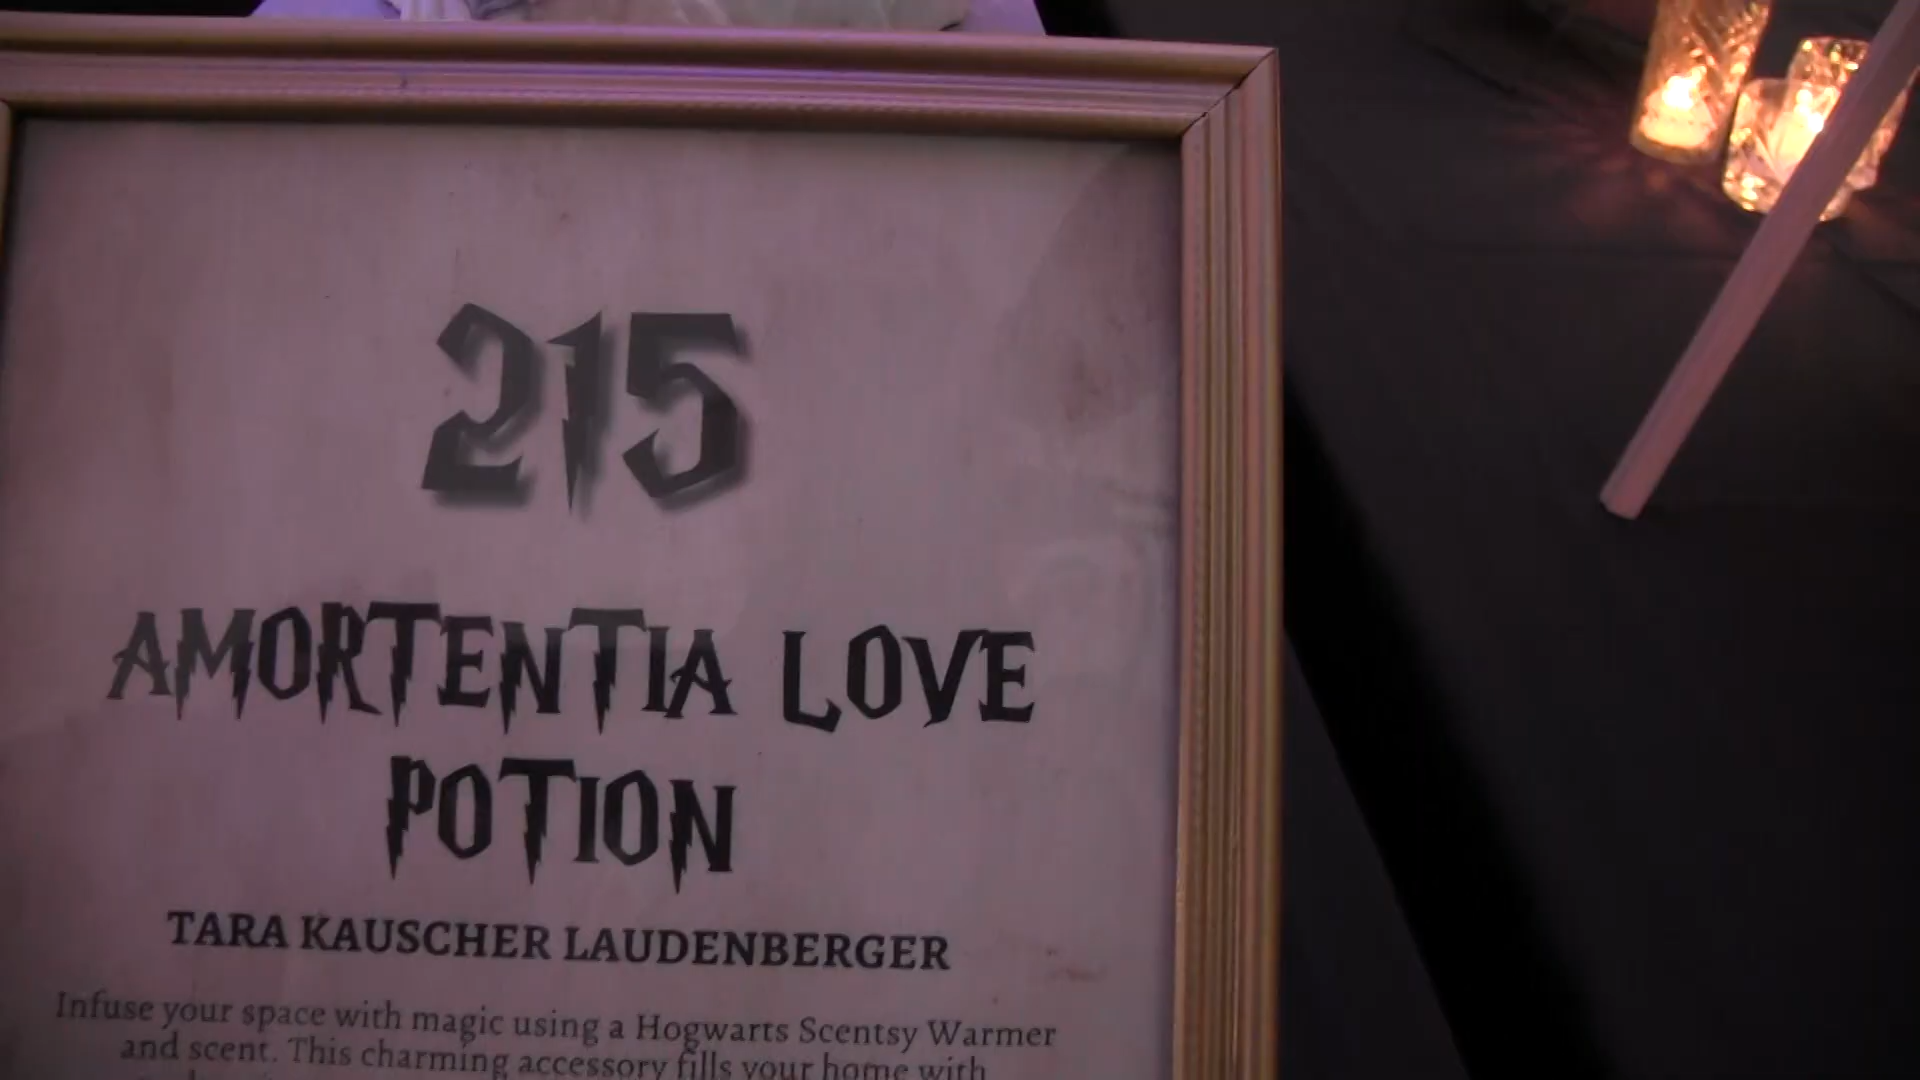 215
AMORTENTIA LOVE
POTION
TARA KAUSCHER LAUDENBERGER
Infuse your space with magic using a Hogwarts Scentsy Warmer
and scent. This charming accessory fills your home with